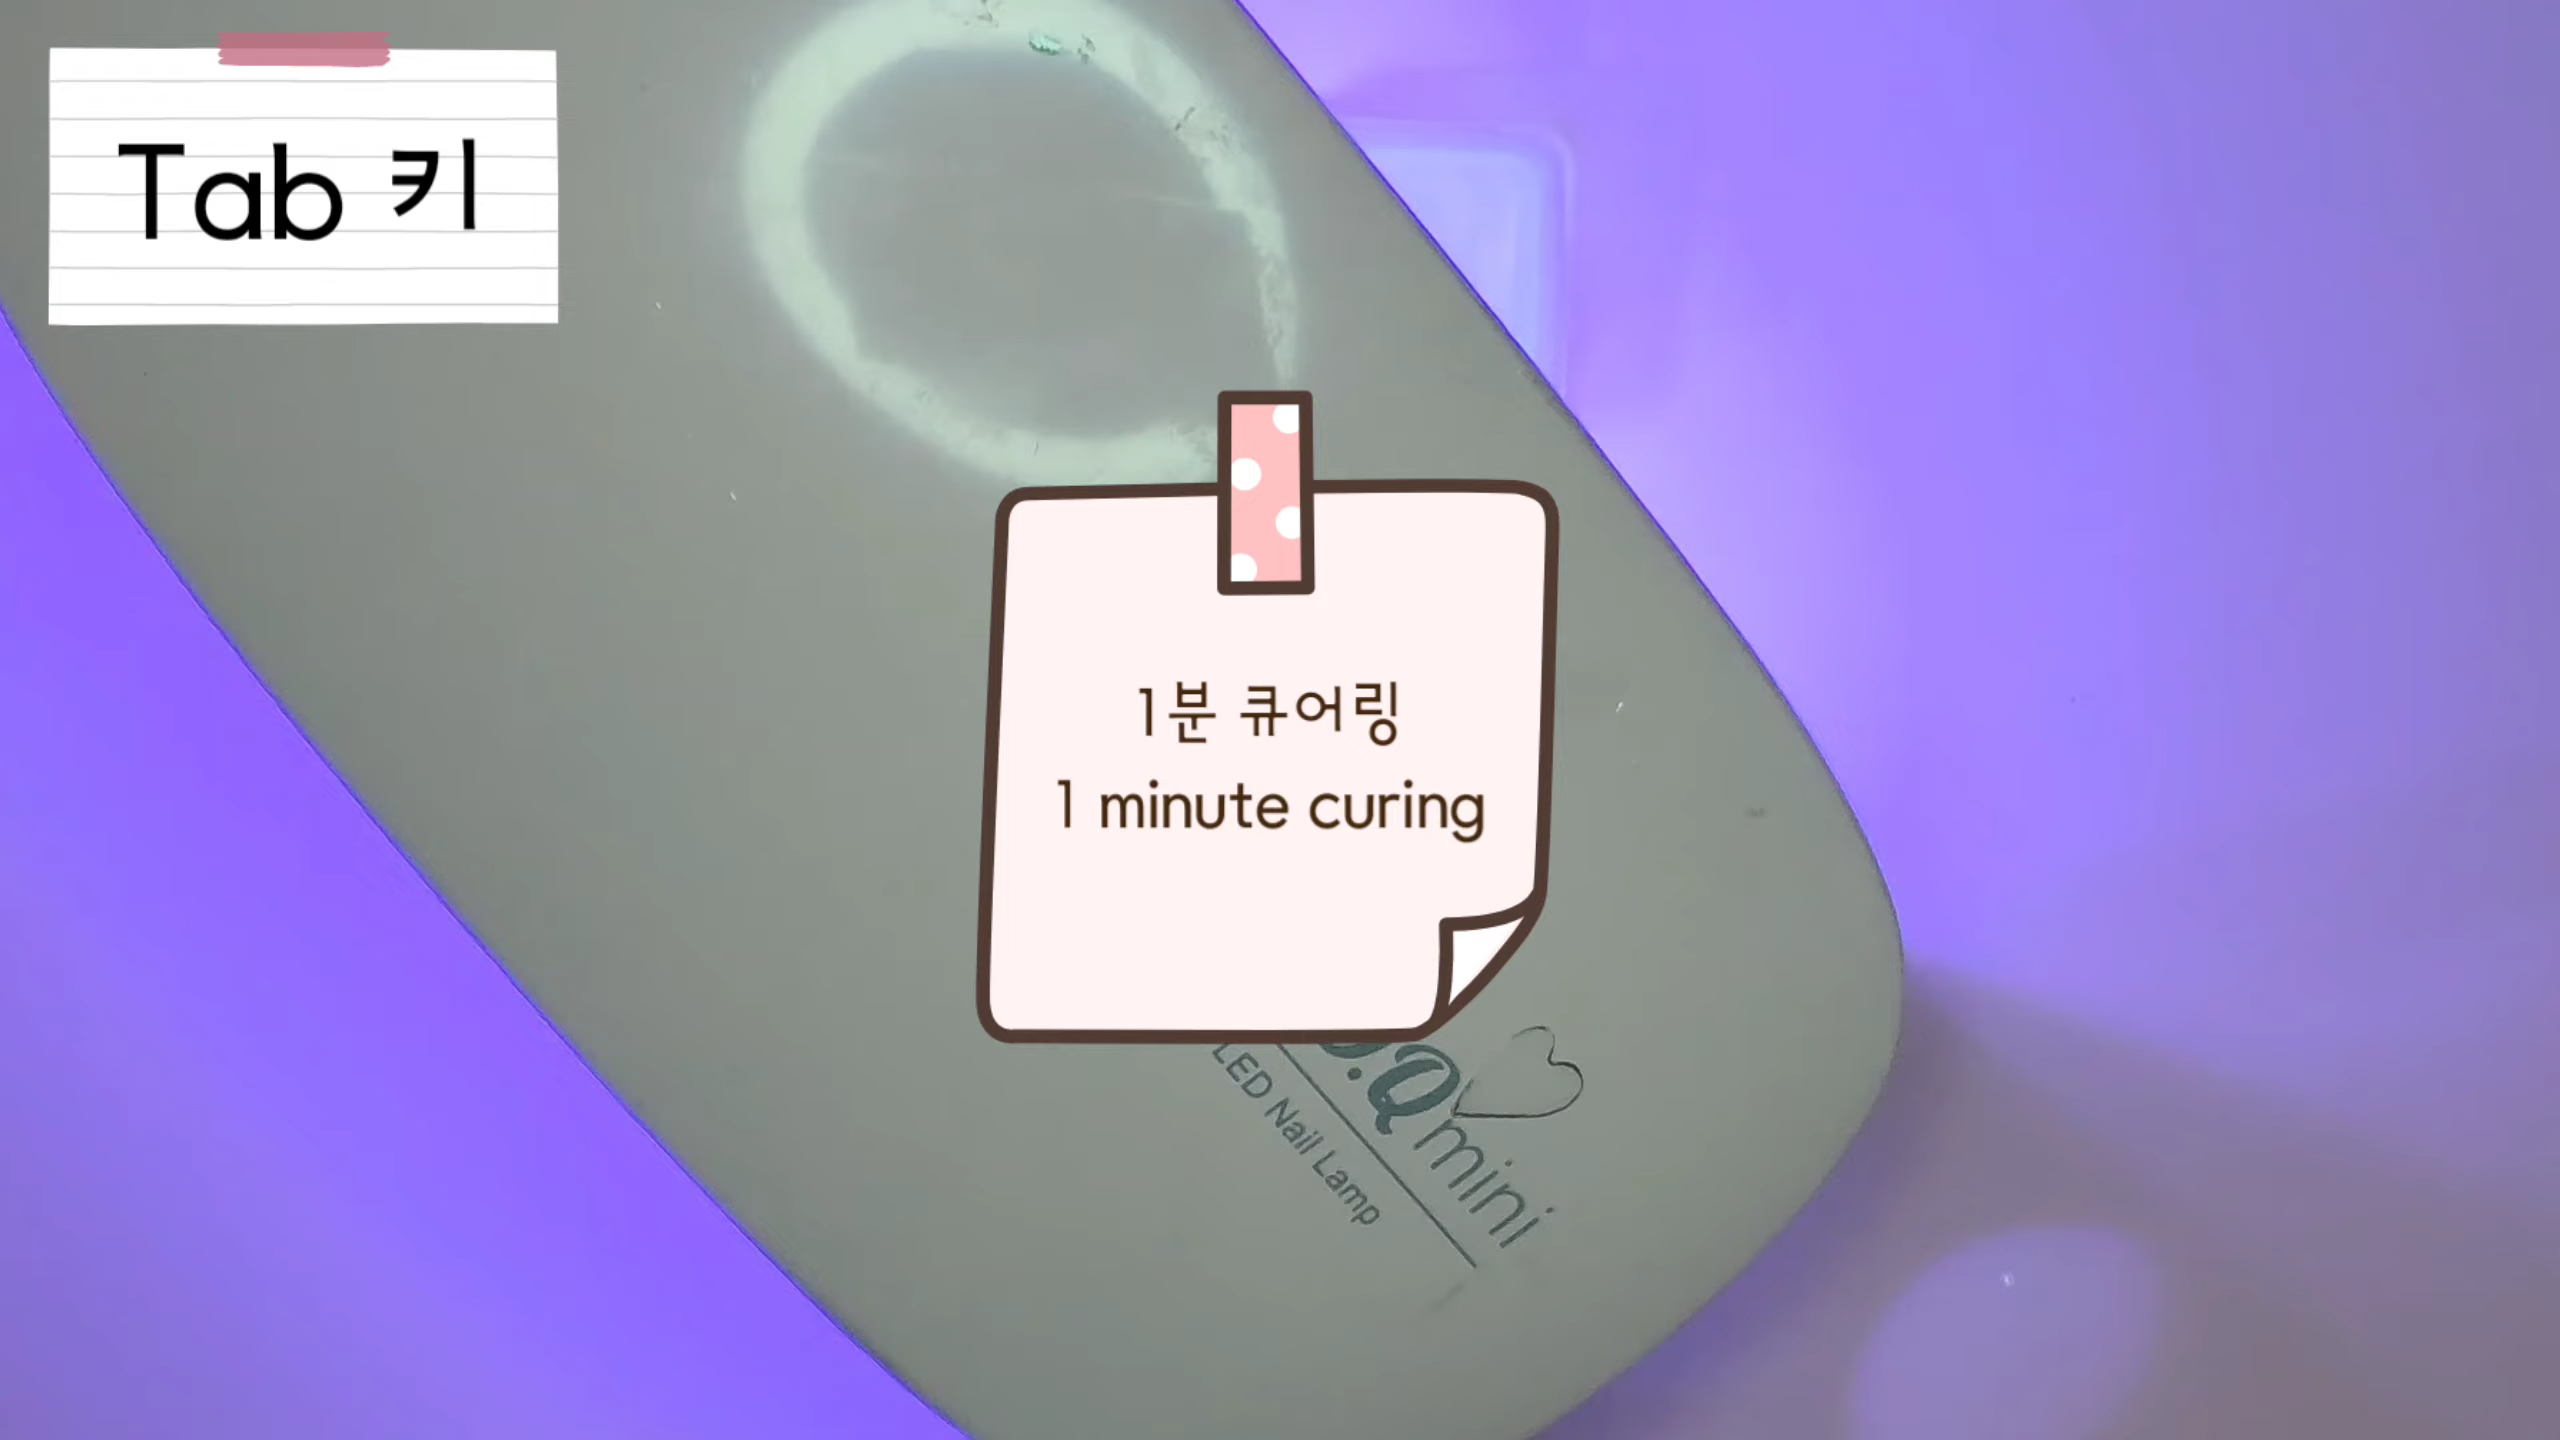 Tab 키
1분 큐어링
1 minute curing
mini
LED Nail Lamp